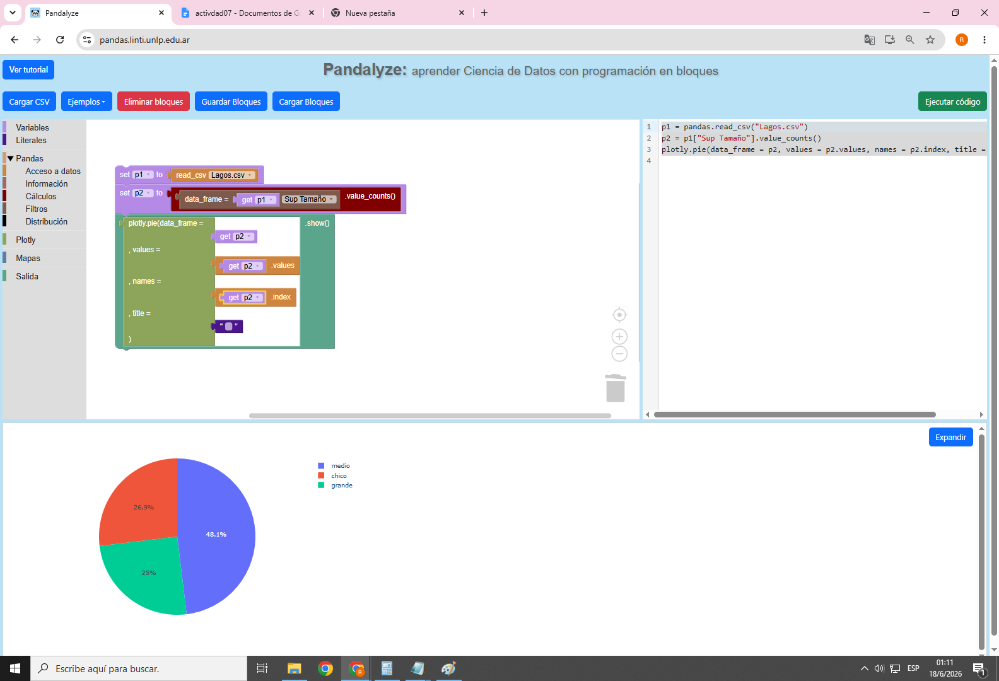 Pandalyze
activdad07 - Documentos de G
Nueva pestaña
pandas.linti.unlp.edu.ar
R
Ver tutorial
Pandalyze: aprender Ciencia de Datos con programación en bloques
Cargar CSV
Ejemplos
Eliminar bloques
Guardar Bloques
Cargar Bloques
Ejecutar código
Variables
Literales
Pandas
Acceso a datos
Información
Cálculos
Filtros
Distribución
Plotly
Mapas
Salida
set p1 to read_csv Lagos.csv
set p2 to data_frame = get p1 Sup Tamaño .value_counts()
plotly.pie(data_frame = .show()
get p2
, values =
get p2 .values
, names =
get p2 .index
, title =
" "
)
1 p1 = pandas.read_csv("Lagos.csv")
2 p2 = p1["Sup Tamaño"].value_counts()
3 plotly.pie(data_frame = p2, values = p2.values, names = p2.index, title =
4
Expandir
26.9%
48.1%
25%
medio
chico
grande
Escribe aquí para buscar.
R
ESP
01:11
18/6/2026
1